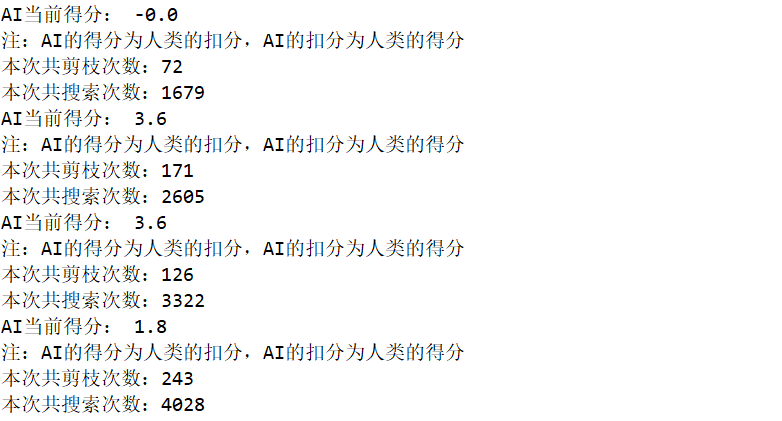 AI当前得分： -0.0
注：AI的得分为人类的扣分，AI的扣分为人类的得分
本次共剪枝次数：72
本次共搜索次数：1679
AI当前得分： 3.6
注：AI的得分为人类的扣分，AI的扣分为人类的得分
本次共剪枝次数：171
本次共搜索次数：2605
AI当前得分： 3.6
注：AI的得分为人类的扣分，AI的扣分为人类的得分
本次共剪枝次数：126
本次共搜索次数：3322
AI当前得分： 1.8
注：AI的得分为人类的扣分，AI的扣分为人类的得分
本次共剪枝次数：243
本次共搜索次数：4028